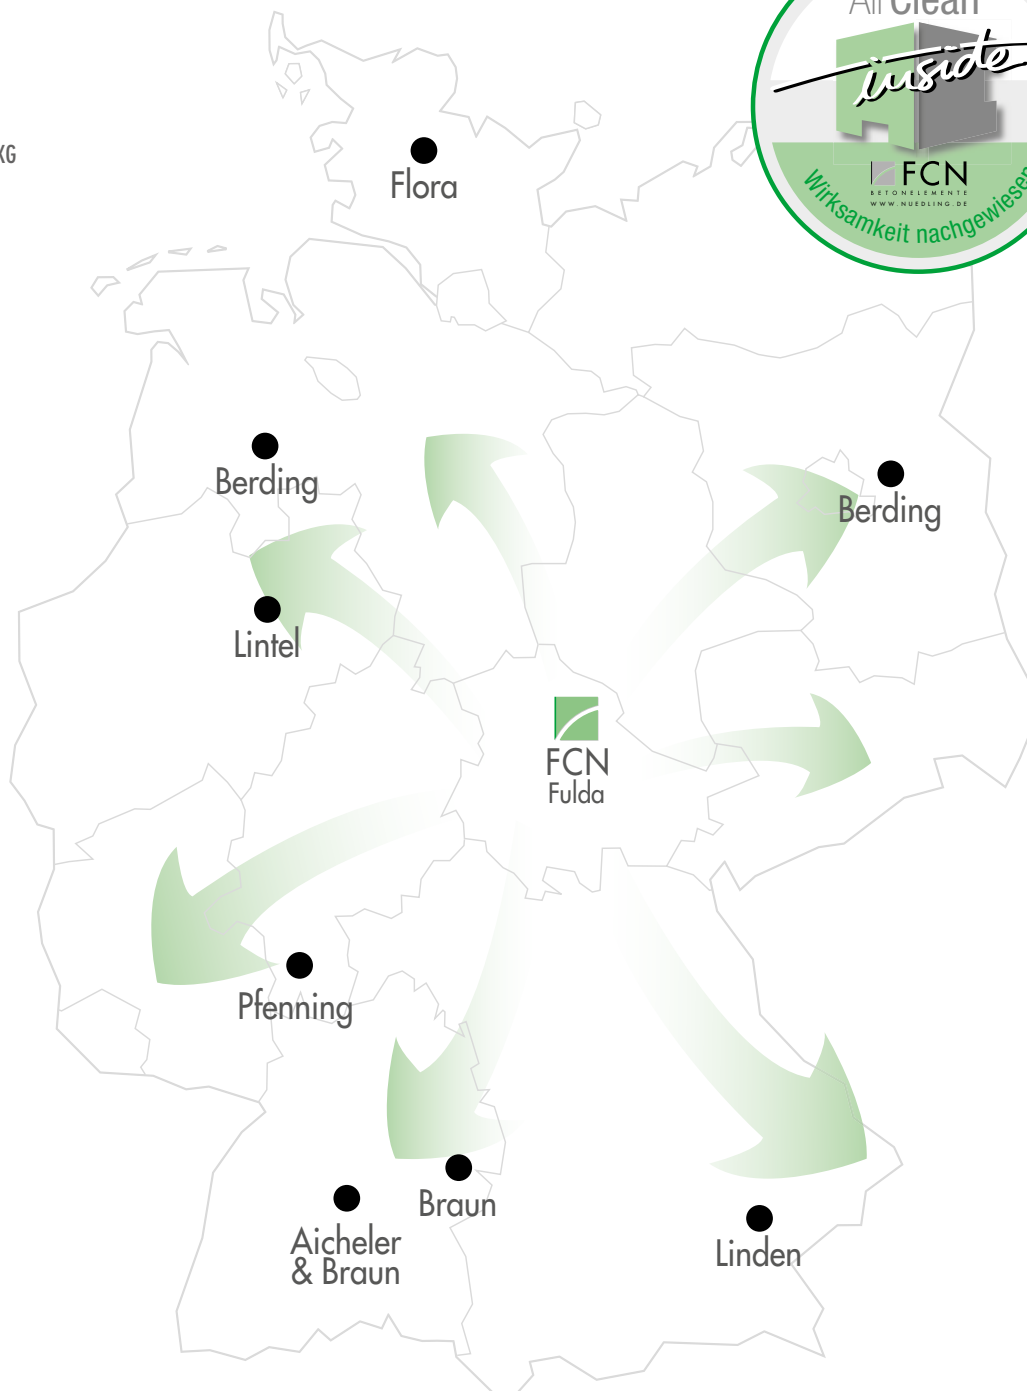 Air Clean
inside
FCN
BETONELEMENTE
WWW.NUEDLING.DE
Wirksamkeit nachgewiesen
KG
Flora
Berding
Berding
Lintel
FCN
Fulda
Pfenning
Braun
Aicheler
& Braun
Linden